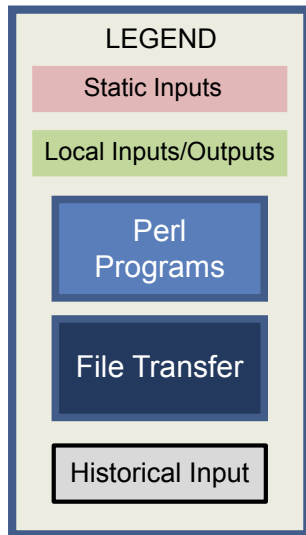 LEGEND
Static Inputs
Local Inputs/Outputs
Perl
Programs
File Transfer
Historical Input